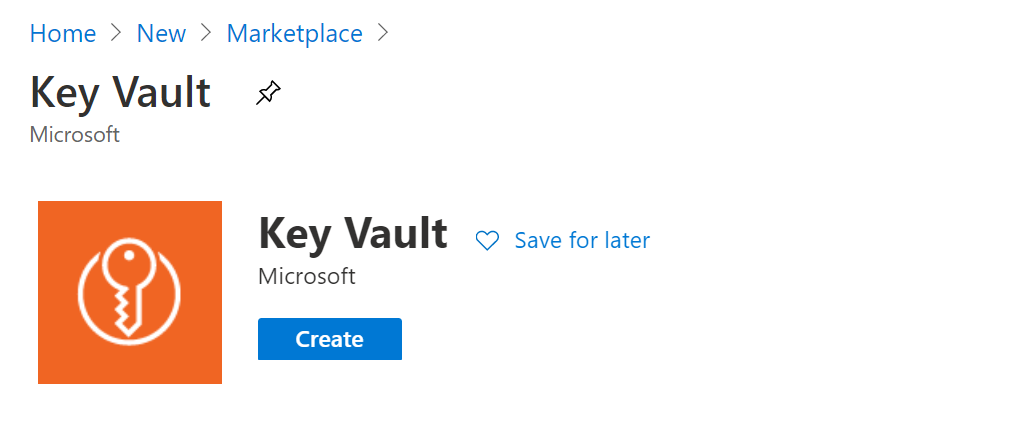 Home > New > Marketplace >
Key Vault
Microsoft
Key Vault Save for later
Microsoft
Create